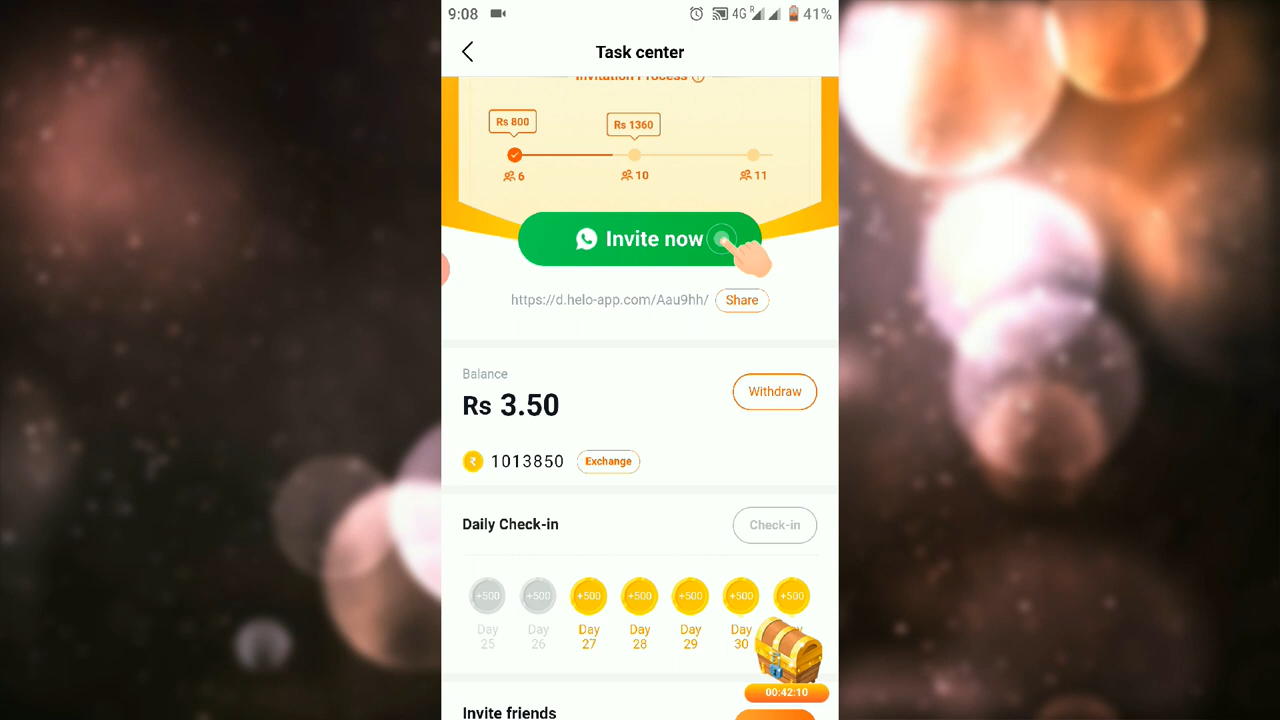 9:08 4G R 41%
Task center
Invitation Process
Rs 800
Rs 1360
6 10 11
Invite now
https://d.helo-app.com/Aau9hh/ Share
Balance
Rs 3.50
Withdraw
1013850 Exchange
Daily Check-in Check-in
+500 +500 +500 +500 +500 +500 +500
Day Day Day Day Day Day
25 26 27 28 29 30
00:42:10
Invite friends